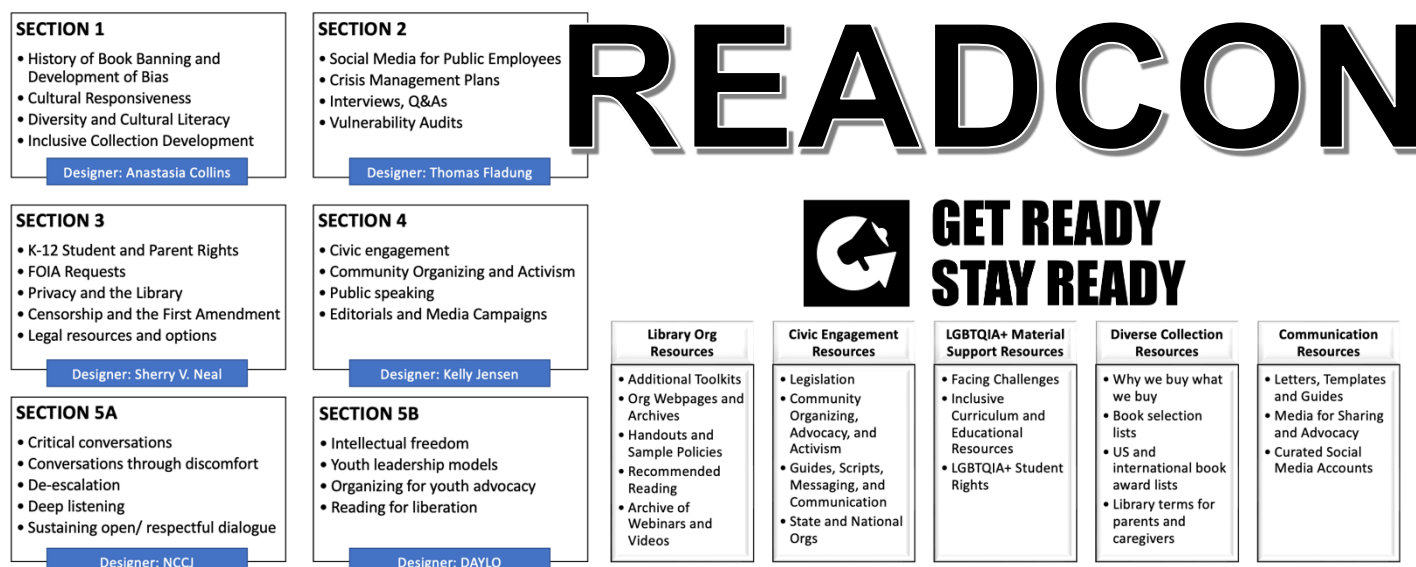 SECTION 1
• History of Book Banning and
Development of Bias
• Cultural Responsiveness
• Diversity and Cultural Literacy
• Inclusive Collection Development
Designer: Anastasia Collins
SECTION 2
• Social Media for Public Employees
• Crisis Management Plans
• Interviews, Q&As
• Vulnerability Audits
Designer: Thomas Fladung
SECTION 3
• K-12 Student and Parent Rights
• FOIA Requests
• Privacy and the Library
• Censorship and the First Amendment
• Legal resources and options
Designer: Sherry V. Neal
SECTION 4
• Civic engagement
• Community Organizing and Activism
• Public speaking
• Editorials and Media Campaigns
Designer: Kelly Jensen
SECTION 5A
• Critical conversations
• Conversations through discomfort
• De-escalation
• Deep listening
• Sustaining open/ respectful dialogue
Designer: NCCJ
SECTION 5B
• Intellectual freedom
• Youth leadership models
• Organizing for youth advocacy
• Reading for liberation
Designer: DAYLO
READCON
GET READY
STAY READY
Library Org
Resources
• Additional Toolkits
• Org Webpages and
Archives
• Handouts and
Sample Policies
• Recommended
Reading
• Archive of
Webinars and
Videos
Civic Engagement
Resources
• Legislation
• Community
Organizing,
Advocacy, and
Activism
• Guides, Scripts,
Messaging, and
Communication
• State and National
Orgs
LGBTQIA+ Material
Support Resources
• Facing Challenges
• Inclusive
Curriculum and
Educational
Resources
• LGBTQIA+ Student
Rights
Diverse Collection
Resources
• Why we buy what
we buy
• Book selection
lists
• US and
international book
award lists
• Library terms for
parents and
caregivers
Communication
Resources
• Letters, Templates
and Guides
• Media for Sharing
and Advocacy
• Curated Social
Media Accounts